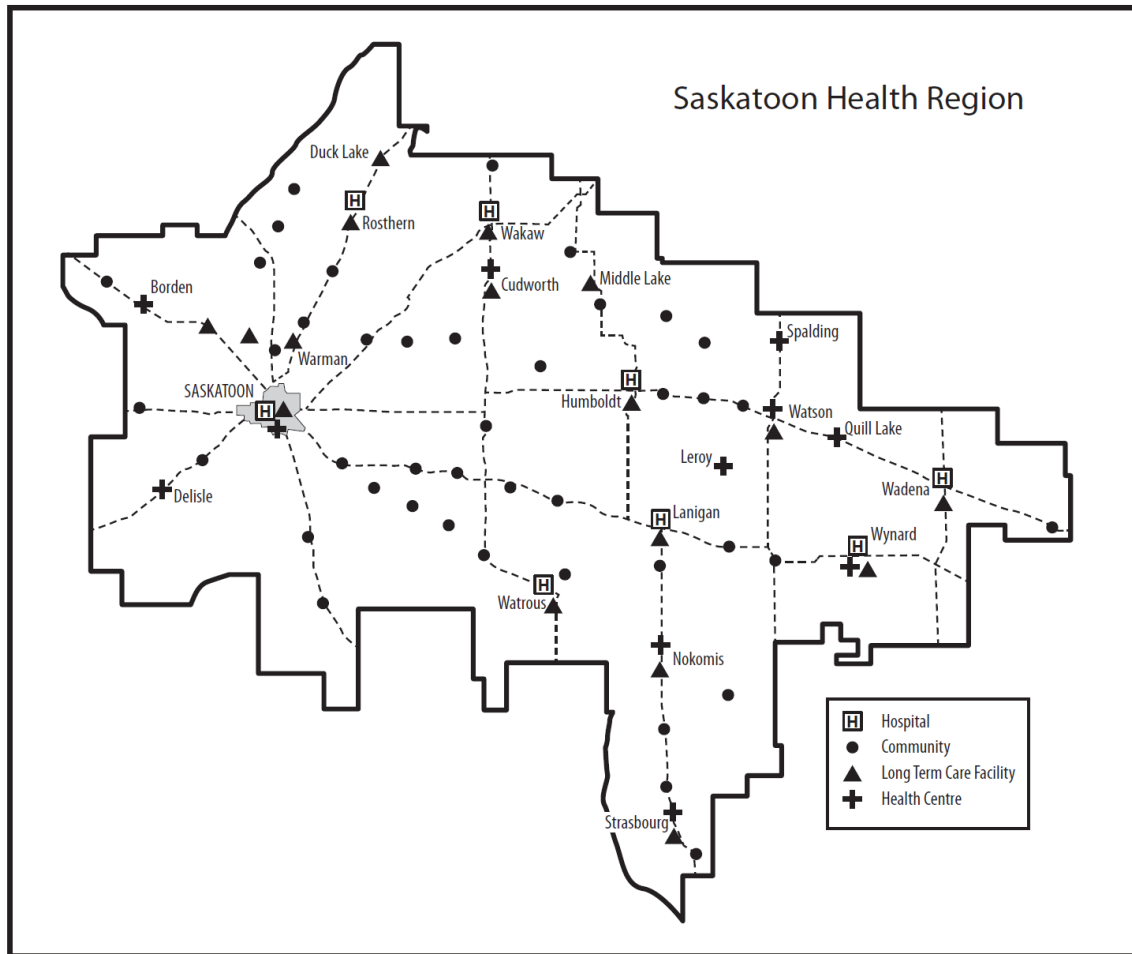 Saskatoon Health Region
Duck Lake
H
Rosthern
H
Wakaw
Borden
Cudworth
Middle Lake
Spalding
Warman
SASKATOON
H
H
Humboldt
Watson
Quill Lake
Leroy
Delisle
H
Wadena
H
Lanigan
Wynard
H
H
Watrous
Nokomis
H Hospital
Community
Long Term Care Facility
Health Centre
Strasbourg